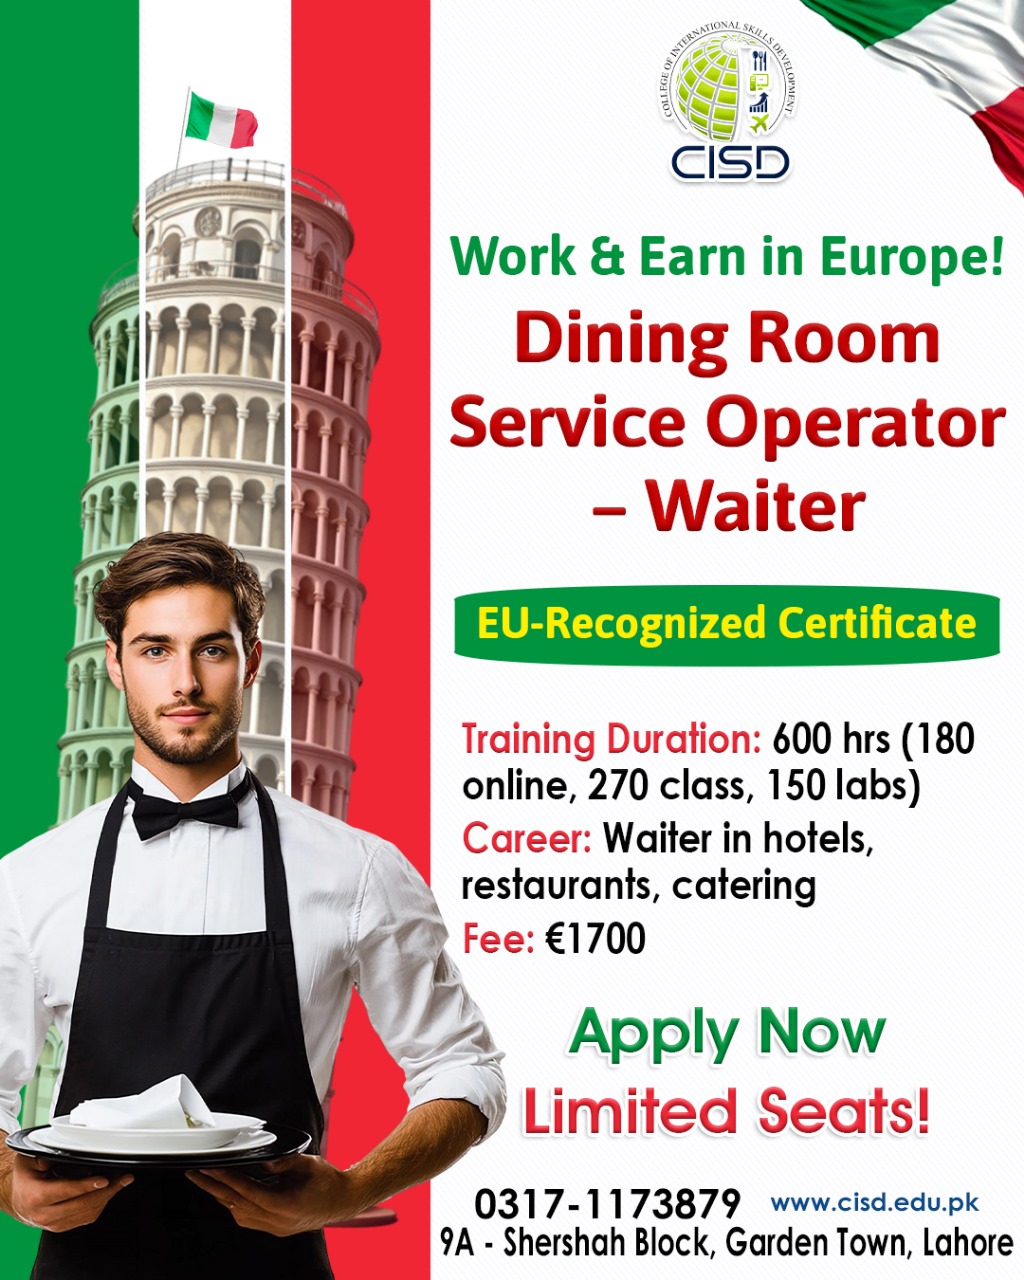 COLLEGE OF INTERNATIONAL SKILLS DEVELOPMENT
CISD
Work & Earn in Europe!
Dining Room
Service Operator
– Waiter
EU-Recognized Certificate
Training Duration: 600 hrs (180
online, 270 class, 150 labs)
Career: Waiter in hotels,
restaurants, catering
Fee: €1700
Apply Now
Limited Seats!
0317-1173879 www.cisd.edu.pk
9A - Shershah Block, Garden Town, Lahore